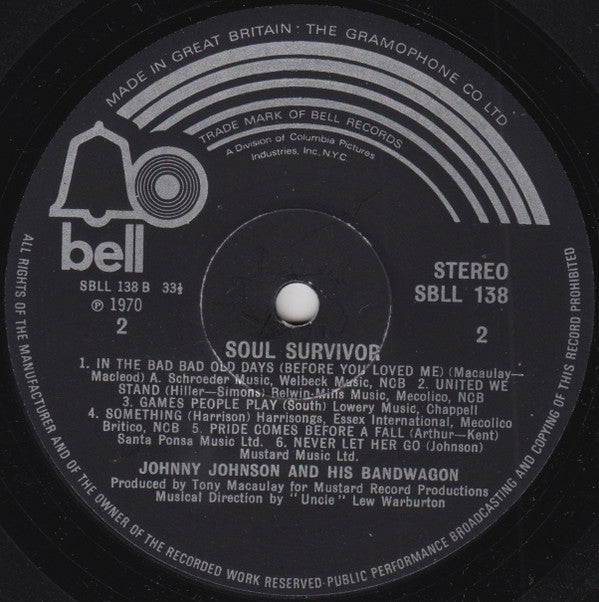 MADE IN GREAT BRITAIN · THE GRAMOPHONE CO LTD
TRADE MARK OF BELL RECORDS
A Division of Columbia Pictures
Industries, Inc. N.Y.C
bell
SBLL 138 B 33⅓
Ⓟ 1970
2
STEREO
SBLL 138
2
SOUL SURVIVOR
1. IN THE BAD BAD OLD DAYS (BEFORE YOU LOVED ME) (Macaulay—
Macleod) A. Schroeder Music, Welbeck Music, NCB 2. UNITED WE
STAND (Hiller—Simons) Relwin-Mills Music, Mecolico, NCB
3. GAMES PEOPLE PLAY (South) Lowery Music, Chappell
4. SOMETHING (Harrison) Harrisongs, Essex International, Mecolico
Britico, NCB 5. PRIDE COMES BEFORE A FALL (Arthur—Kent)
Santa Ponsa Music Ltd. 6. NEVER LET HER GO (Johnson)
Mustard Music Ltd.
JOHNNY JOHNSON AND HIS BANDWAGON
Produced by Tony Macaulay for Mustard Record Productions
Musical Direction by "Uncle" Lew Warburton
ALL RIGHTS OF THE MANUFACTURER AND OF THE OWNER OF THE RECORDED WORK RESERVED·PUBLIC PERFORMANCE BROADCASTING AND COPYING OF THIS RECORD PROHIBITED